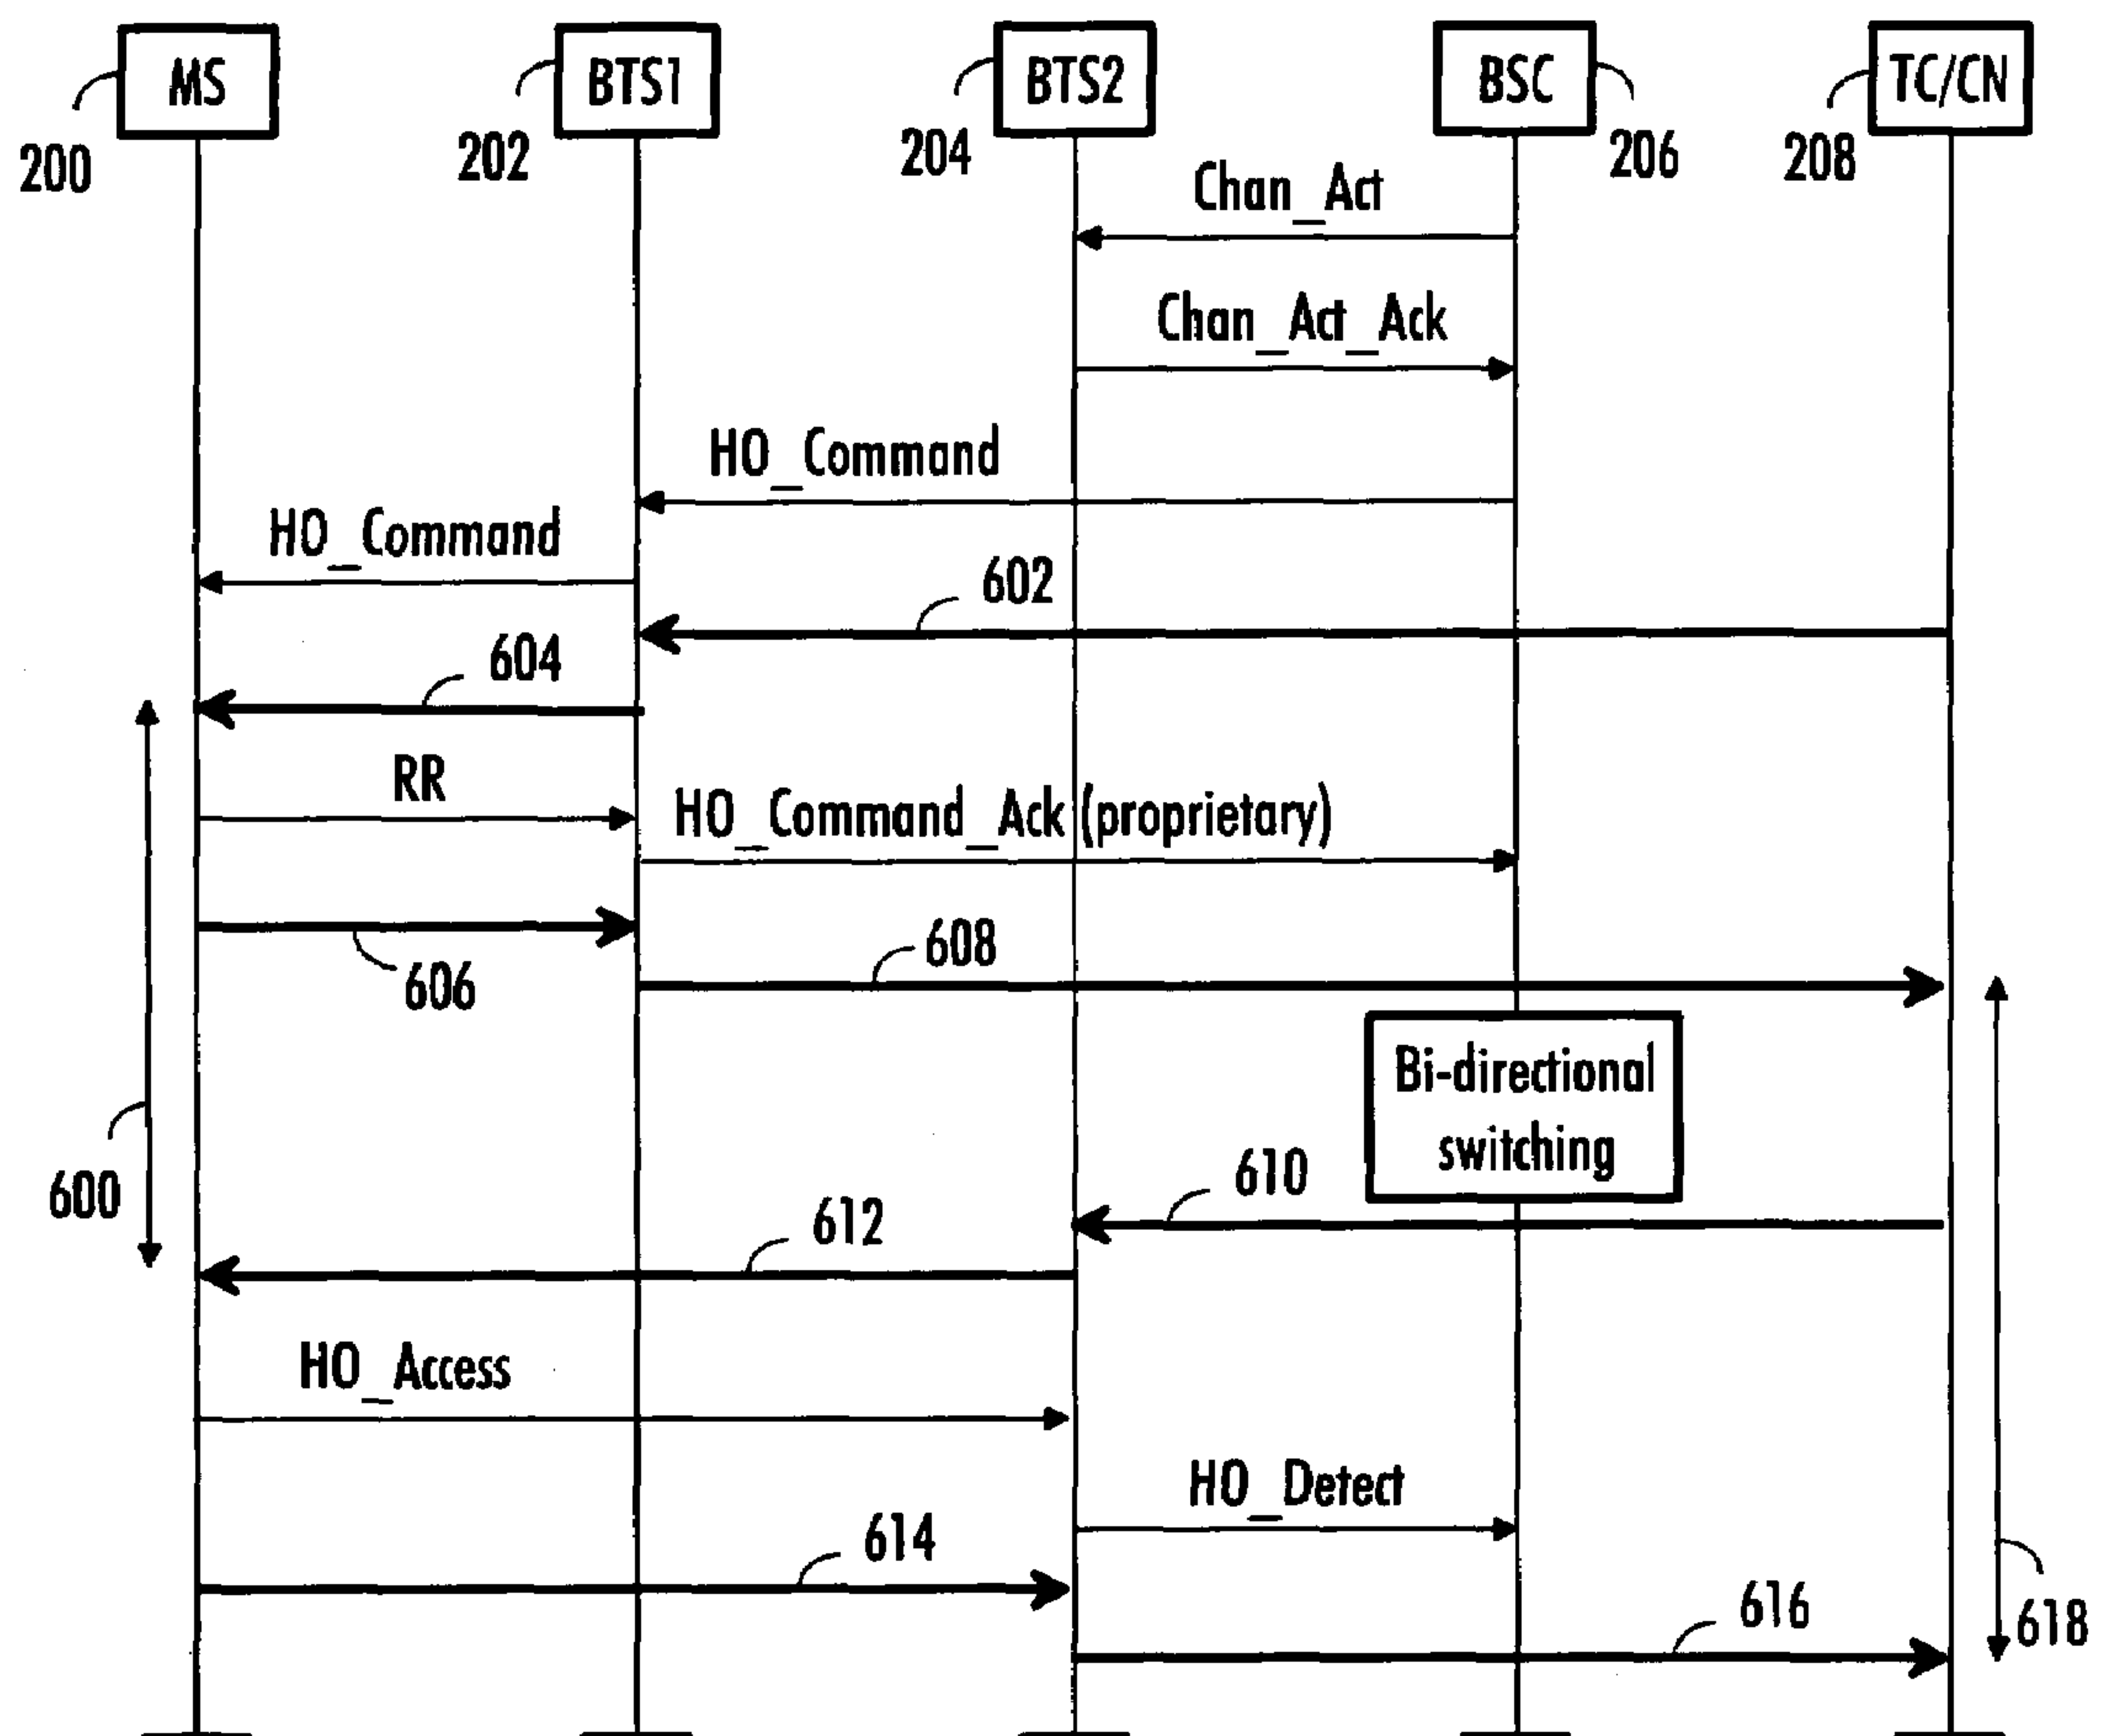 MS
BTS1
BTS2
BSC
TC/CN
200
202
204
206
208
Chan_Act
Chan_Act_Ack
HO_Command
HO_Command
602
604
RR
HO_Command_Ack (proprietary)
606
608
Bi-directional
switching
600
610
612
HO_Access
HO_Detect
614
616
618